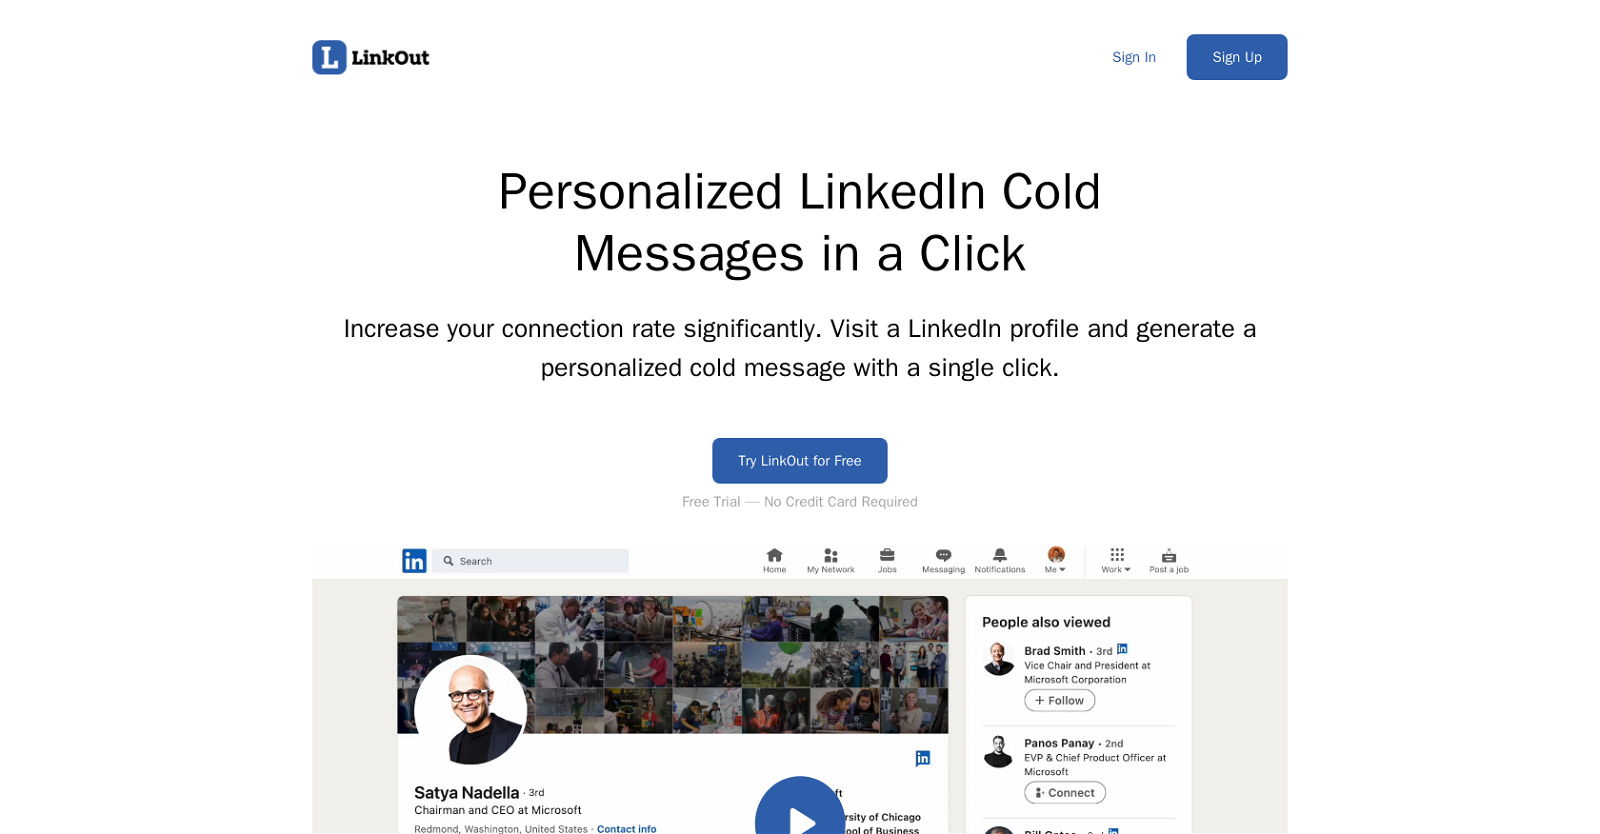 L LinkOut
Sign In
Sign Up
Personalized LinkedIn Cold
Messages in a Click
Increase your connection rate significantly. Visit a LinkedIn profile and generate a
personalized cold message with a single click.
Try LinkOut for Free
Free Trial — No Credit Card Required
in
Search
Home
My Network
Jobs
Messaging
Notifications
Me
Work
Post a job
People also viewed
Brad Smith • 3rd in
Vice Chair and President at
Microsoft Corporation
+ Follow
Panos Panay • 2nd
EVP & Chief Product Officer at
Microsoft
Connect
in
Satya Nadella · 3rd
Chairman and CEO at Microsoft
Redmond, Washington, United States · Contact info